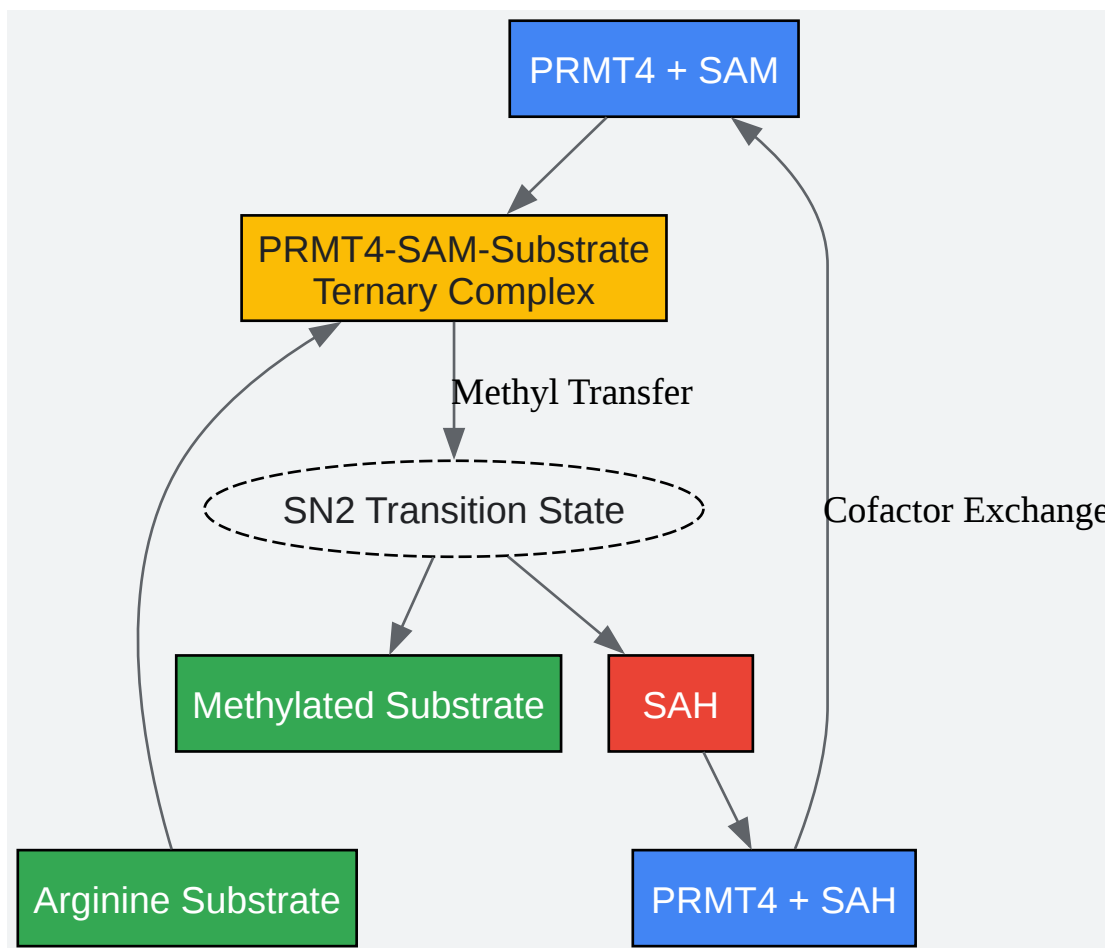 PRMT4 + SAM
PRMT4-SAM-Substrate
Ternary Complex
Methyl Transfer
SN2 Transition State
Cofactor Exchange
Methylated Substrate
SAH
Arginine Substrate
PRMT4 + SAH